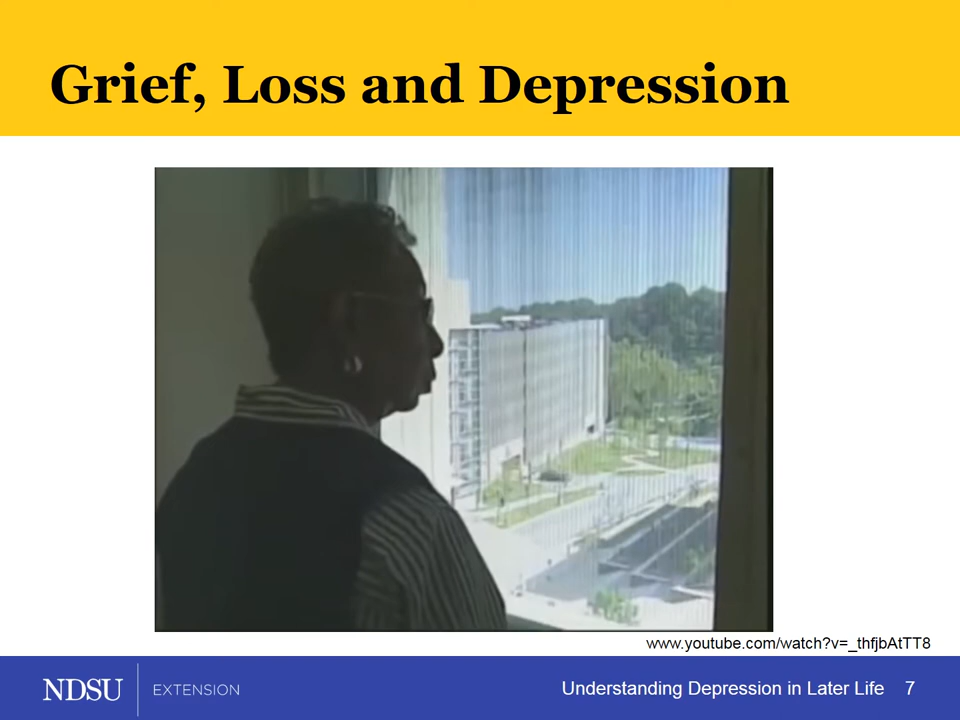 Grief, Loss and Depression
www.youtube.com/watch?v=_thfjbAtTT8
NDSU EXTENSION
Understanding Depression in Later Life 7